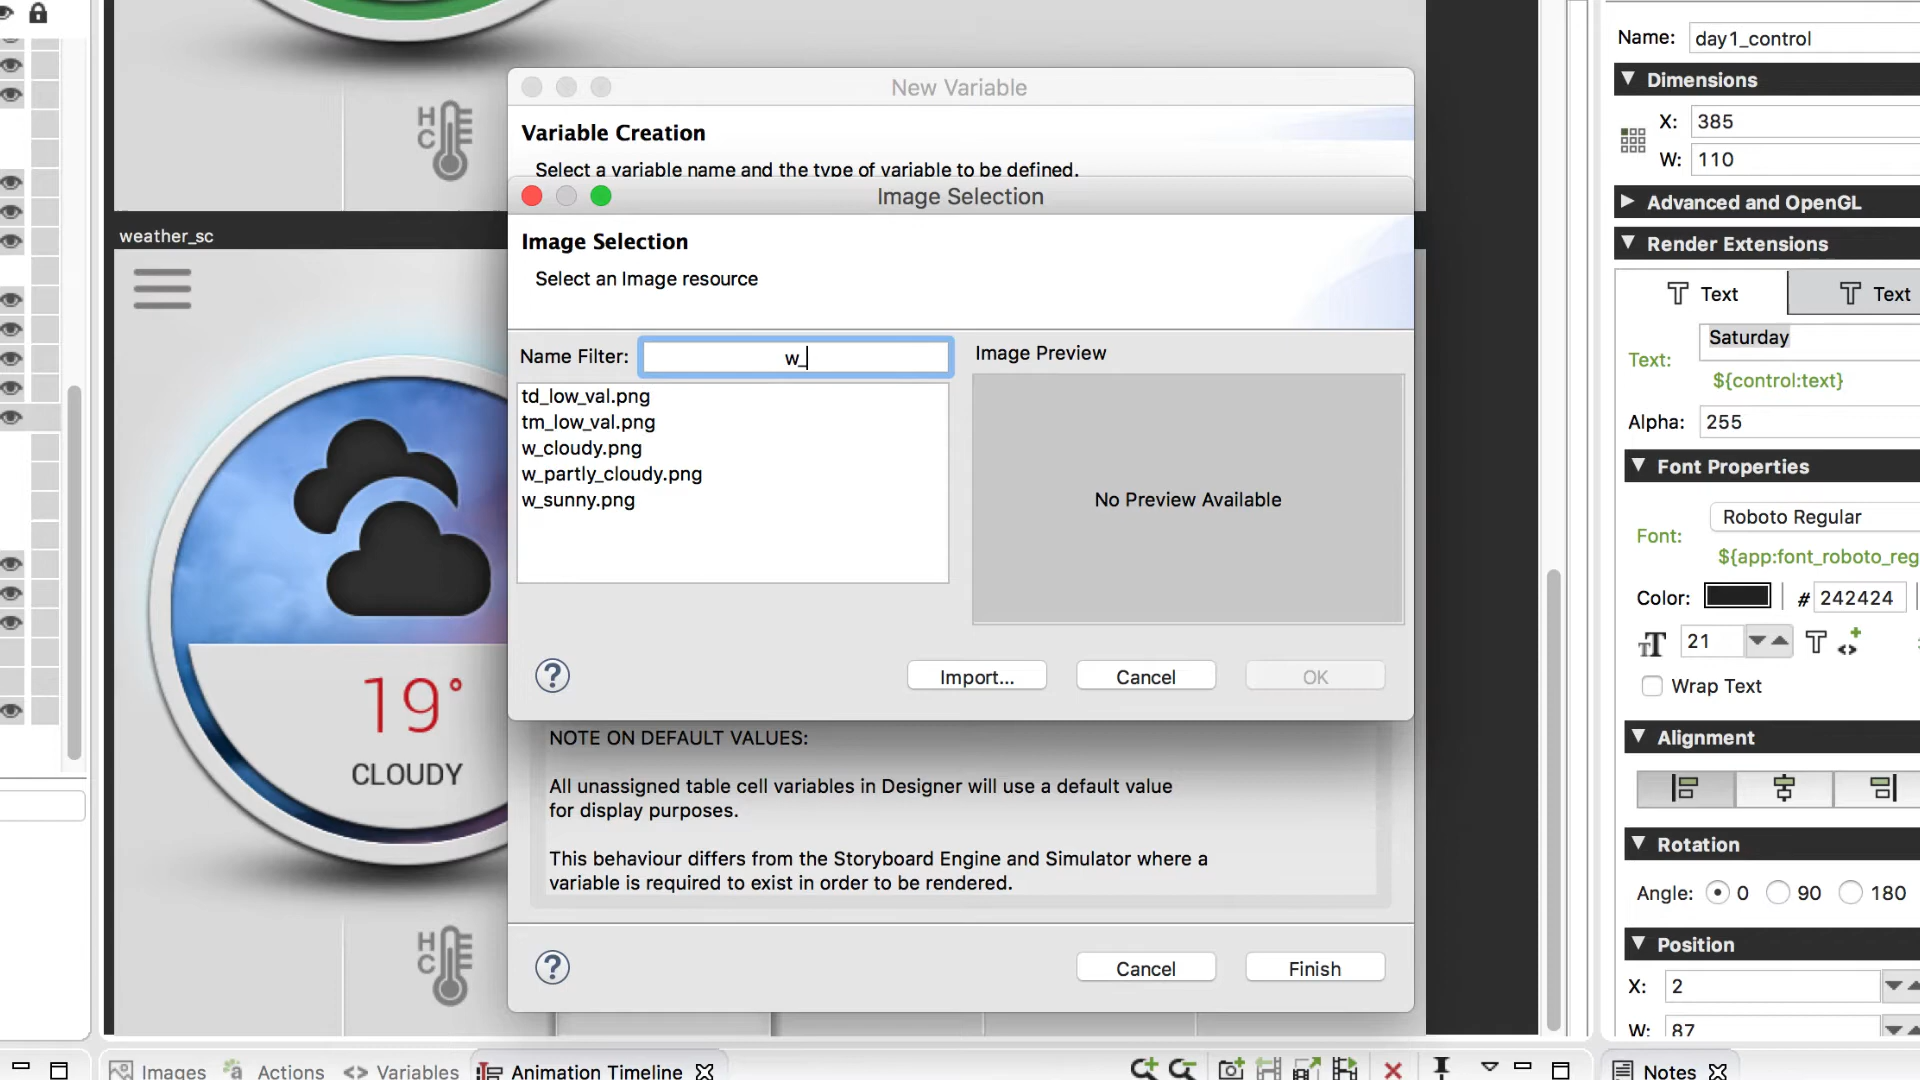 Name: day1_control
New Variable
Dimensions
X: 385
W: 110
Variable Creation
Select a variable name and the type of variable to be defined.
H
C
Image Selection
Advanced and OpenGL
weather_sc
Image Selection
Render Extensions
Select an Image resource
Text Text
Name Filter: w_
Image Preview
Text: Saturday
${control:text}
td_low_val.png
tm_low_val.png
w_cloudy.png
w_partly_cloudy.png
w_sunny.png
Alpha: 255
Font Properties
No Preview Available
Font: Roboto Regular
${app:font_roboto_reg
Color: # 242424
21
Wrap Text
? Import... Cancel OK
19°
CLOUDY
NOTE ON DEFAULT VALUES:
Alignment
All unassigned table cell variables in Designer will use a default value
for display purposes.
This behaviour differs from the Storyboard Engine and Simulator where a
variable is required to exist in order to be rendered.
Rotation
Angle: 0 90 180
H
C
Position
? Cancel Finish
X: 2
W: 87
Images Actions Variables Animation Timeline
Notes